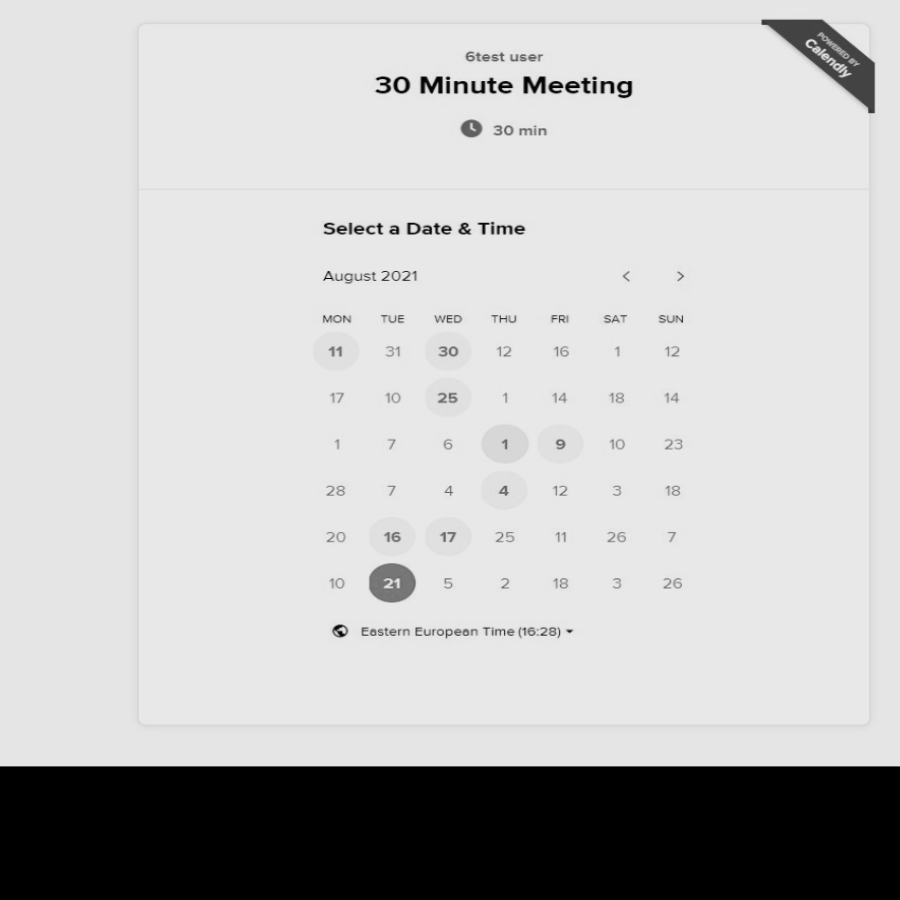 POWERED BY
Calendly
6test user
30 Minute Meeting
30 min
Select a Date & Time
August 2021
MON TUE WED THU FRI SAT SUN
11 31 30 12 16 1 12
17 10 25 1 14 18 14
1 7 6 1 9 10 23
28 7 4 4 12 3 18
20 16 17 25 11 26 7
10 21 5 2 18 3 26
Eastern European Time (16:28)